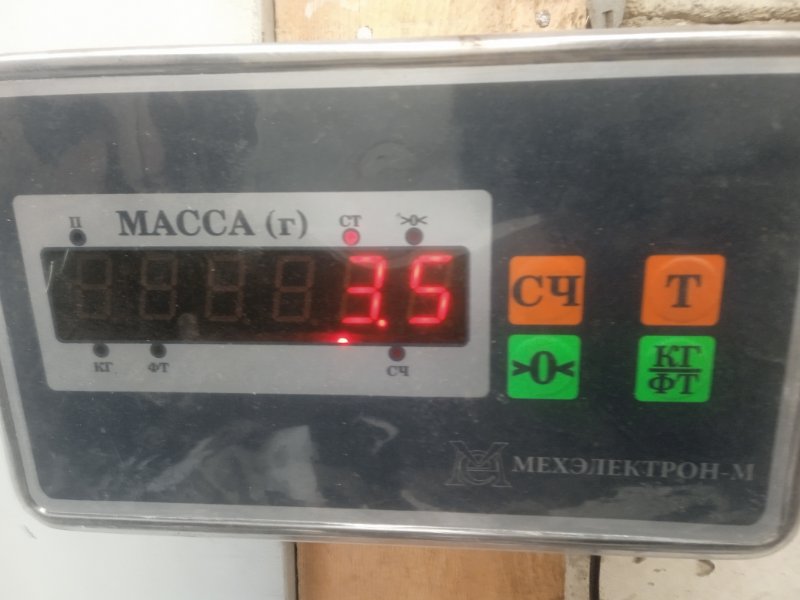 П МАССА (г) СТ >0<
3.5
КГ ФТ СЧ
СЧ Т
>0< КГ/ФТ
МЕХЭЛЕКТРОН-М